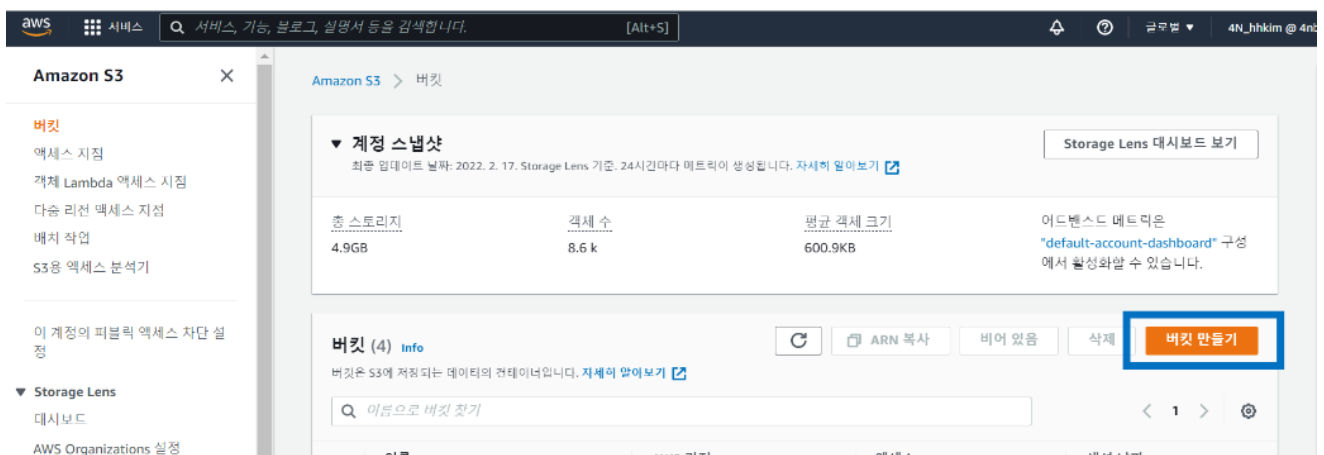 aws 서비스 서비스, 기능, 블로그, 설명서 등을 검색합니다. [Alt+S] 글로벌 ▼ 4N_hhkim @ 4nb
Amazon S3
버킷
액세스 지점
객체 Lambda 액세스 지점
다중 리전 액세스 지점
배치 작업
S3용 액세스 분석기
이 계정의 퍼블릭 액세스 차단 설
정
▼ Storage Lens
대시보드
AWS Organizations 설정
Amazon S3 > 버킷
▼ 계정 스냅샷
Storage Lens 대시보드 보기
최종 업데이트 날짜: 2022. 2. 17. Storage Lens 기준. 24시간마다 메트릭이 생성됩니다. 자세히 알아보기
총 스토리지
4.9GB
객체 수
8.6 k
평균 객체 크기
600.9KB
어드밴스드 메트릭은
"default-account-dashboard" 구성
에서 활성화할 수 있습니다.
버킷 (4) Info
ARN 복사 비어 있음 삭제 버킷 만들기
버킷은 S3에 저장되는 데이터의 컨테이너입니다. 자세히 알아보기
이름으로 버킷 찾기
< 1 >